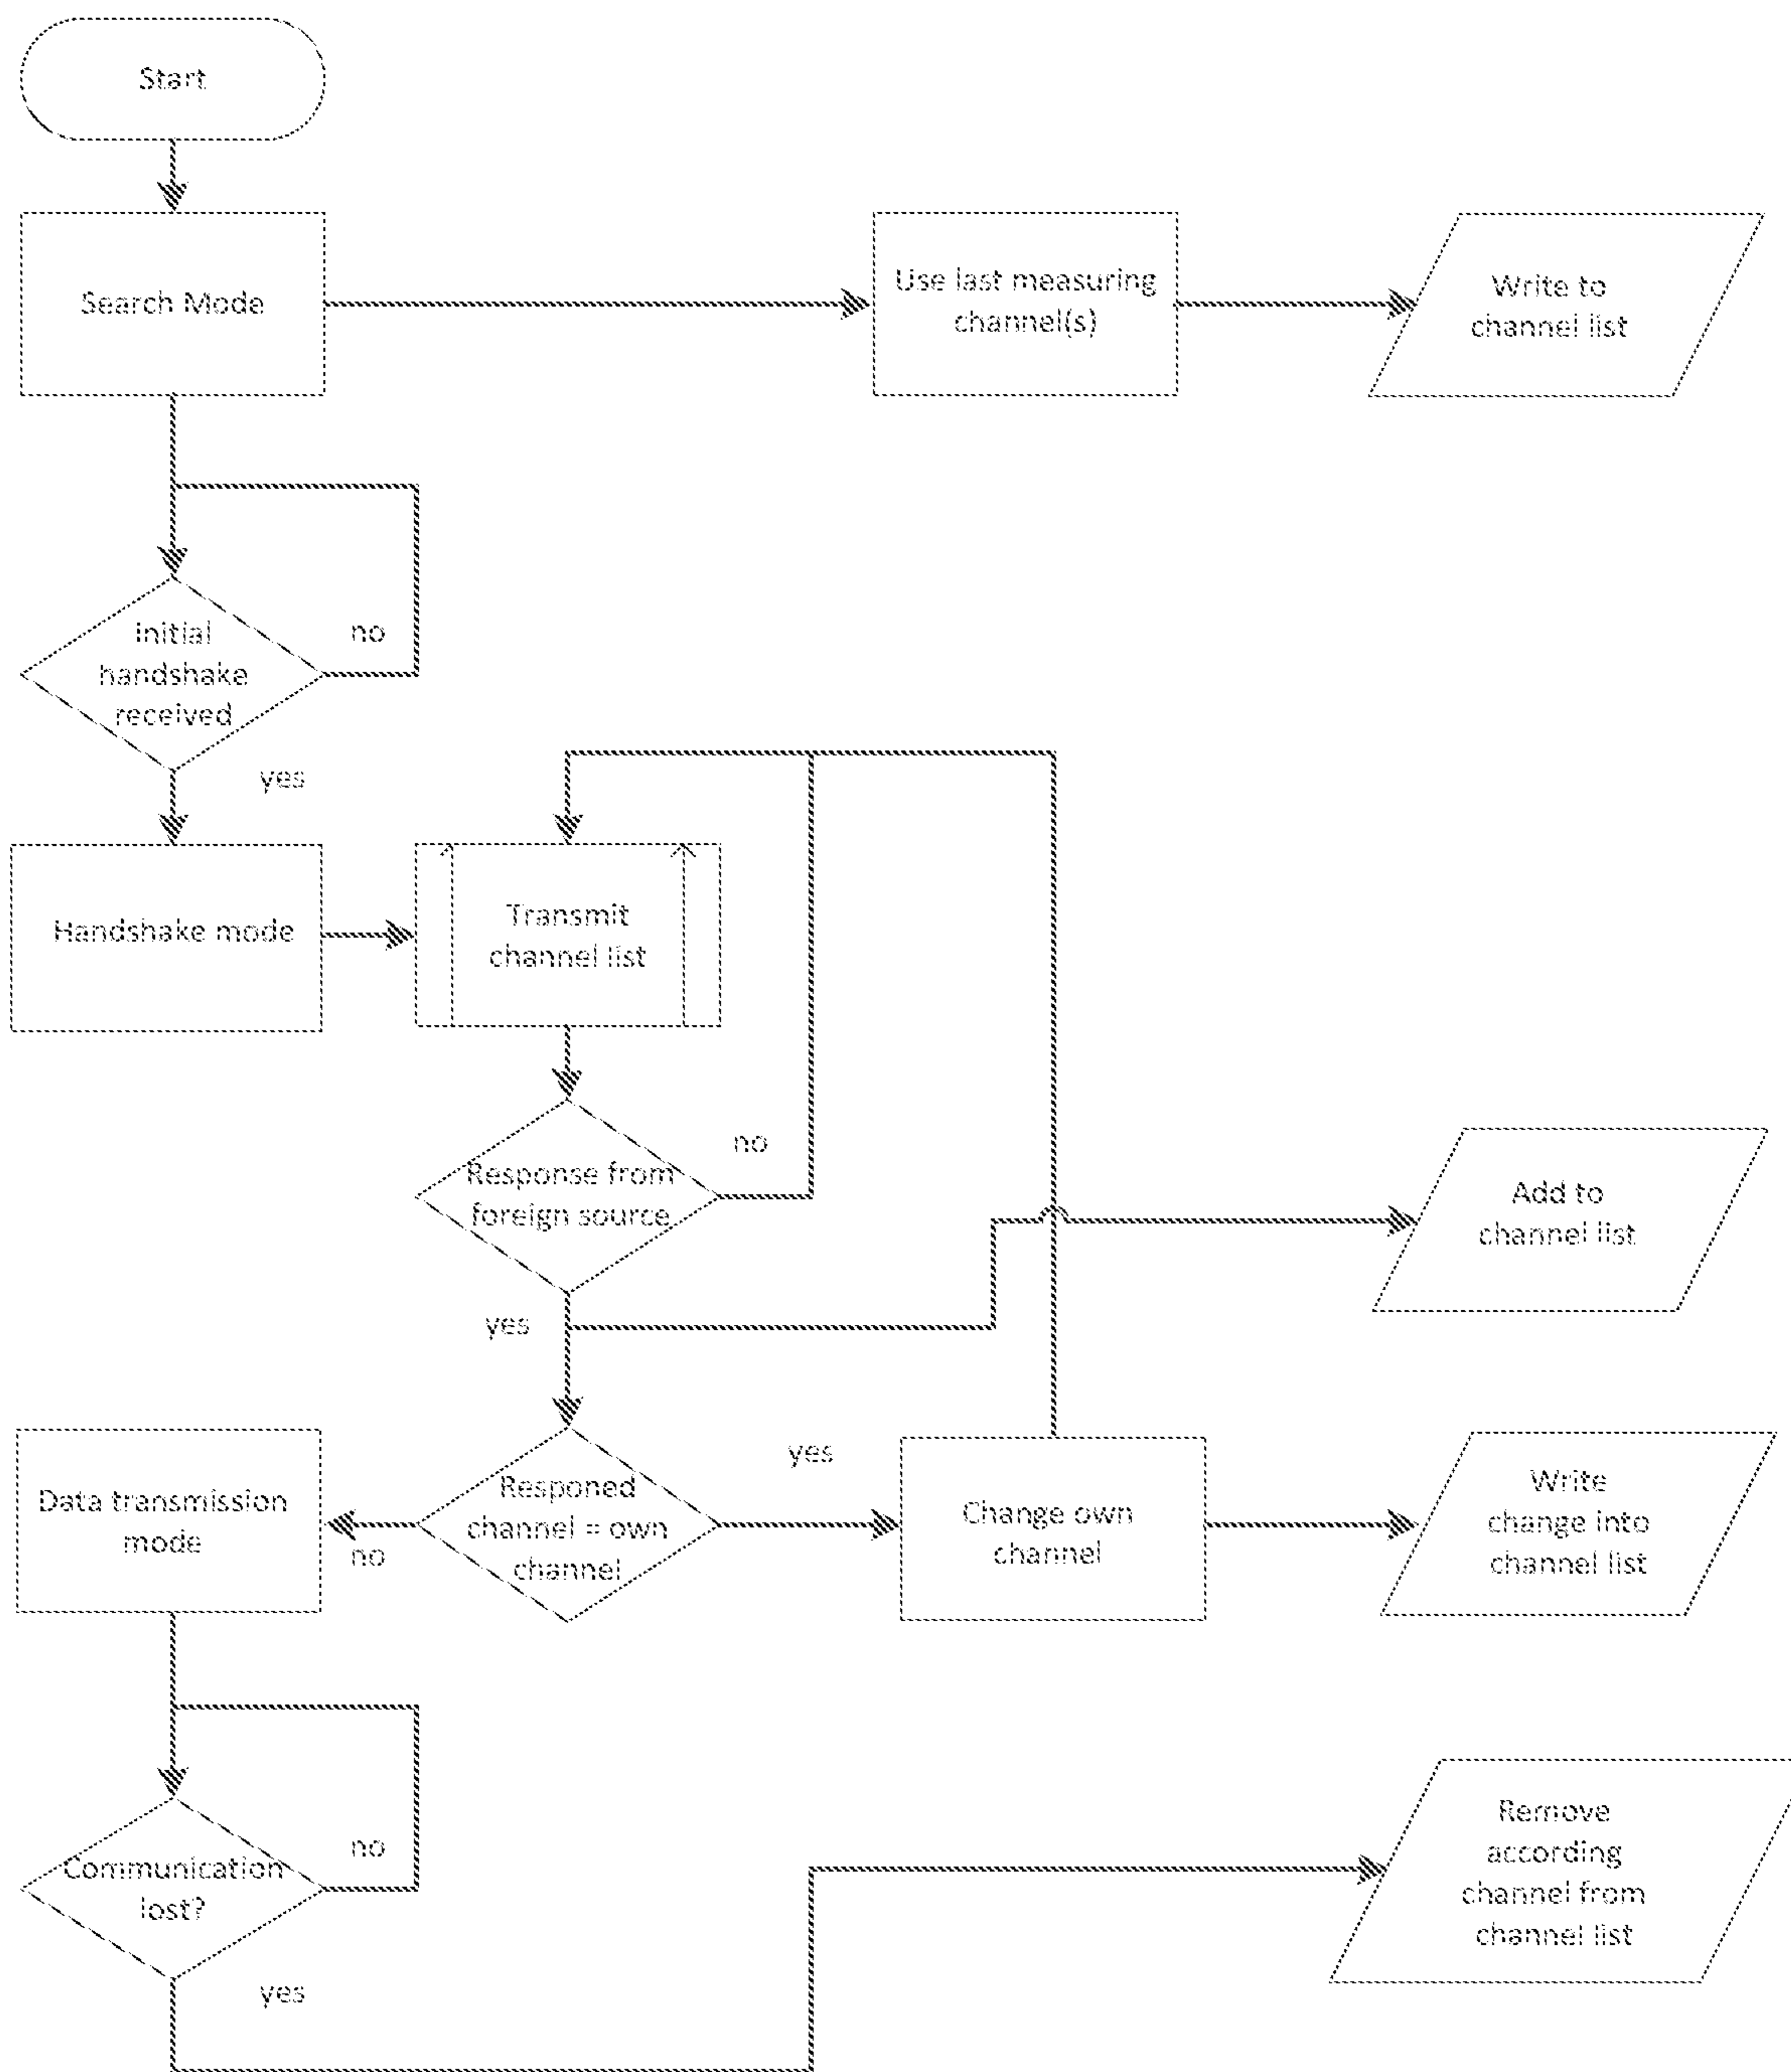 Start
Search Mode
Use last measuring
channel(s)
Write to
channel list
Initial
handshake
received
no
yes
Handshake mode
Transmit
channel list
Response from
foreign source
no
yes
Add to
channel list
Data transmission
mode
no
Responed
channel = own
channel
yes
Change own
channel
Write
change into
channel list
Communication
lost?
no
yes
Remove
according
channel from
channel list